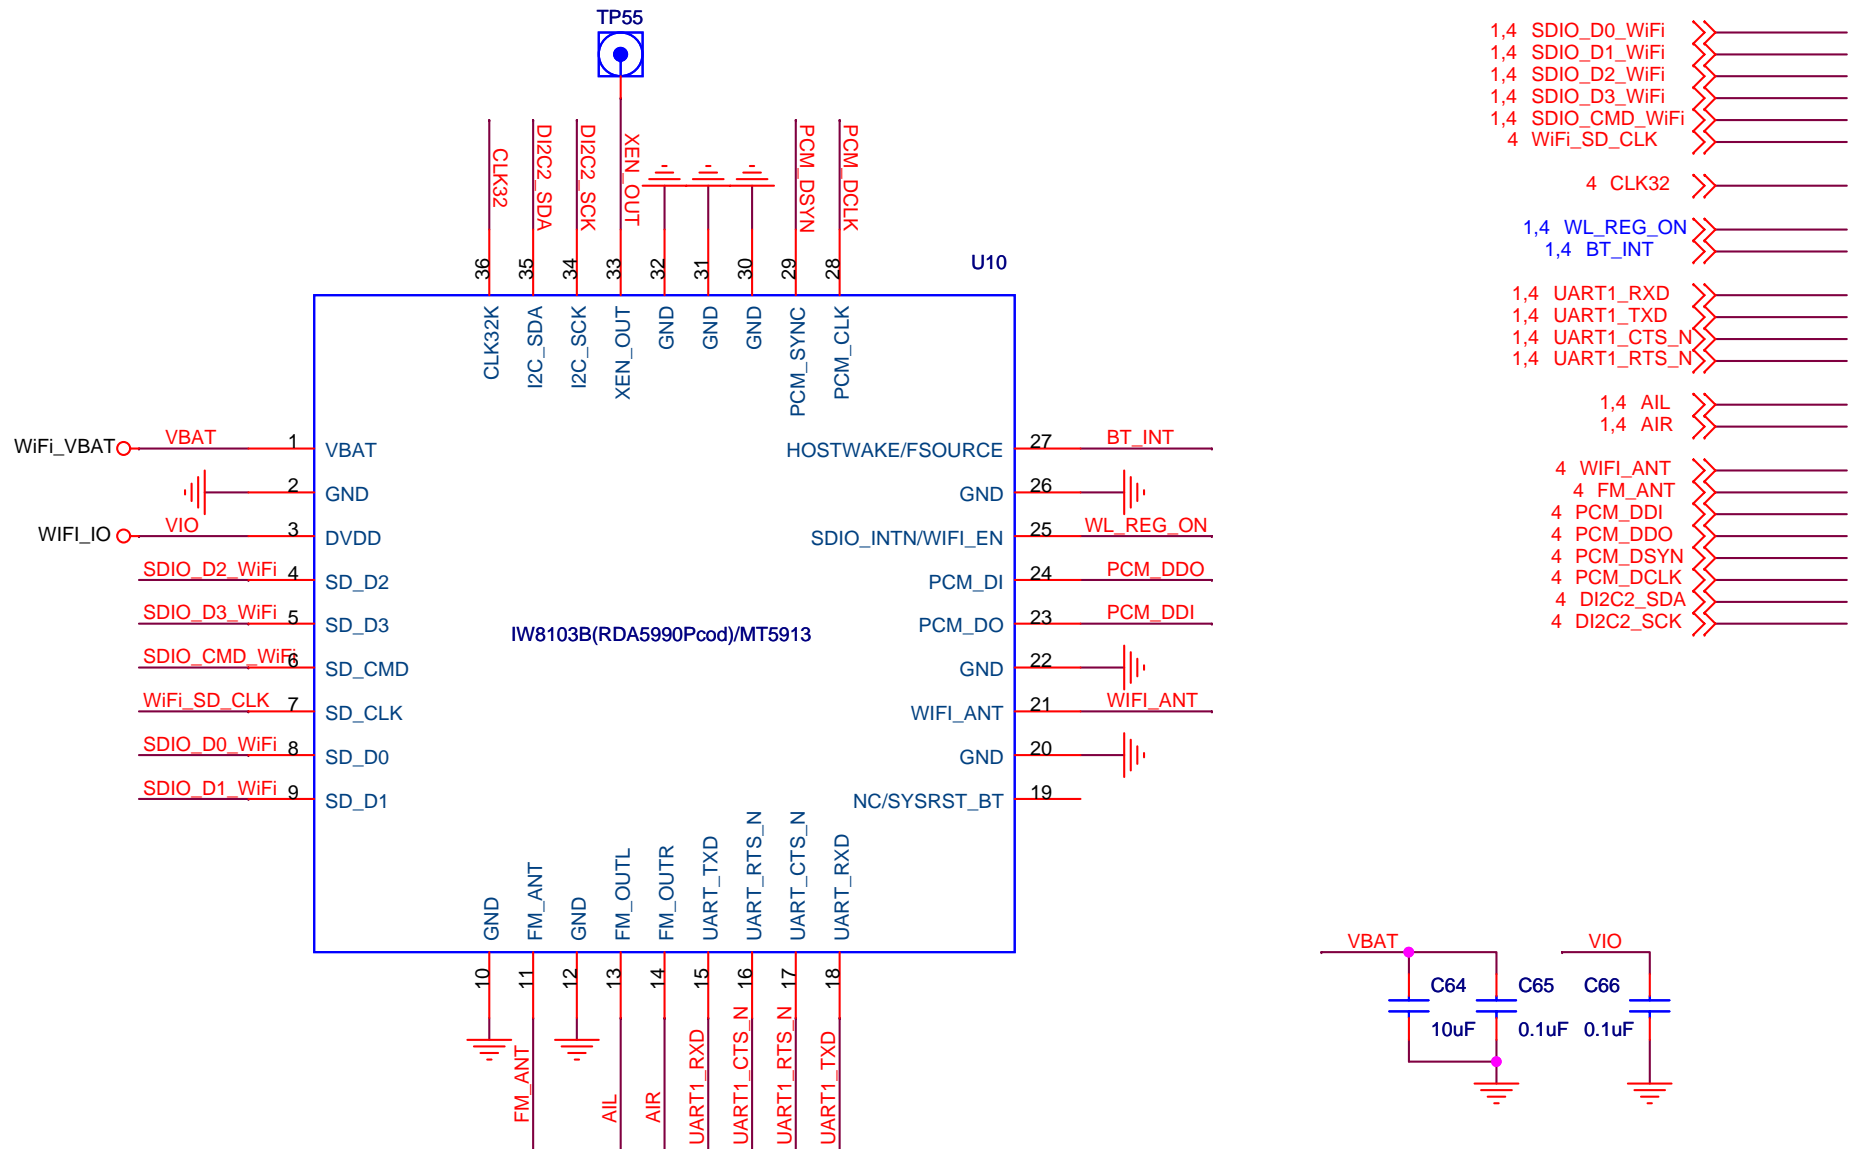 TP55
CLK32
DI2C2_SDA
DI2C2_SCK
XEN_OUT
PCM_DSYN
PCM_DCLK
36
35
34
33
32
31
30
29
28
U10
CLK32K
I2C_SDA
I2C_SCK
XEN_OUT
GND
GND
GND
PCM_SYNC
PCM_CLK
WiFi_VBAT VBAT 1 VBAT
2 GND
WIFI_IO VIO 3 DVDD
SDIO_D2_WiFi 4 SD_D2
SDIO_D3_WiFi 5 SD_D3
SDIO_CMD_WiFi 6 SD_CMD
WiFi_SD_CLK 7 SD_CLK
SDIO_D0_WiFi 8 SD_D0
SDIO_D1_WiFi 9 SD_D1
IW8103B(RDA5990Pcod)/MT5913
HOSTWAKE/FSOURCE 27 BT_INT
GND 26
SDIO_INTN/WIFI_EN 25 WL_REG_ON
PCM_DI 24 PCM_DDO
PCM_DO 23 PCM_DDI
GND 22
WIFI_ANT 21 WIFI_ANT
GND 20
NC/SYSRST_BT 19
GND
FM_ANT
GND
FM_OUTL
FM_OUTR
UART_TXD
UART_RTS_N
UART_CTS_N
UART_RXD
10
11
12
13
14
15
16
17
18
FM_ANT
AIL
AIR
UART1_RXD
UART1_CTS_N
UART1_RTS_N
UART1_TXD
1,4 SDIO_D0_WiFi
1,4 SDIO_D1_WiFi
1,4 SDIO_D2_WiFi
1,4 SDIO_D3_WiFi
1,4 SDIO_CMD_WiFi
4 WiFi_SD_CLK
4 CLK32
1,4 WL_REG_ON
1,4 BT_INT
1,4 UART1_RXD
1,4 UART1_TXD
1,4 UART1_CTS_N
1,4 UART1_RTS_N
1,4 AIL
1,4 AIR
4 WIFI_ANT
4 FM_ANT
4 PCM_DDI
4 PCM_DDO
4 PCM_DSYN
4 PCM_DCLK
4 DI2C2_SDA
4 DI2C2_SCK
VBAT VIO
C64 C65 C66
10uF 0.1uF 0.1uF